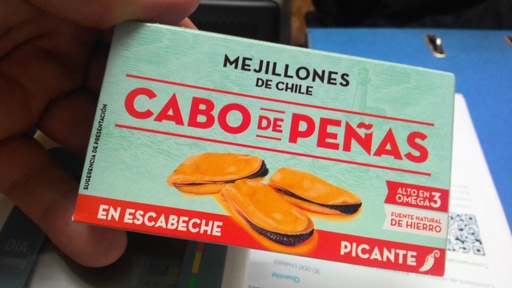 MEJILLONES
DE CHILE
CABO DE PEÑAS
SUGERENCIA DE PRESENTACIÓN
ALTO EN
OMEGA 3
FUENTE NATURAL
DE HIERRO
EN ESCABECHE
PICANTE
DIA